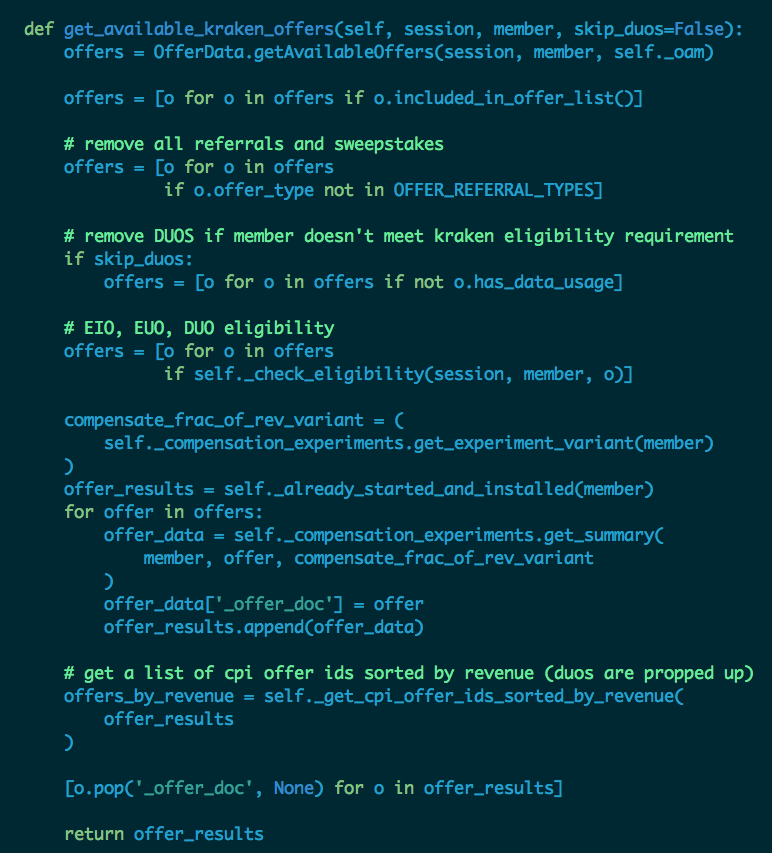 def get_available_kraken_offers(self, session, member, skip_duos=False):
    offers = OfferData.getAvailableOffers(session, member, self._oam)

    offers = [o for o in offers if o.included_in_offer_list()]

    # remove all referrals and sweepstakes
    offers = [o for o in offers
              if o.offer_type not in OFFER_REFERRAL_TYPES]

    # remove DUOS if member doesn't meet kraken eligibility requirement
    if skip_duos:
        offers = [o for o in offers if not o.has_data_usage]

    # EIO, EUO, DUO eligibility
    offers = [o for o in offers
              if self._check_eligibility(session, member, o)]

    compensate_frac_of_rev_variant = (
        self._compensation_experiments.get_experiment_variant(member)
    )
    offer_results = self._already_started_and_installed(member)
    for offer in offers:
        offer_data = self._compensation_experiments.get_summary(
            member, offer, compensate_frac_of_rev_variant
        )
        offer_data['_offer_doc'] = offer
        offer_results.append(offer_data)

    # get a list of cpi offer ids sorted by revenue (duos are propped up)
    offers_by_revenue = self._get_cpi_offer_ids_sorted_by_revenue(
        offer_results
    )

    [o.pop('_offer_doc', None) for o in offer_results]

    return offer_results